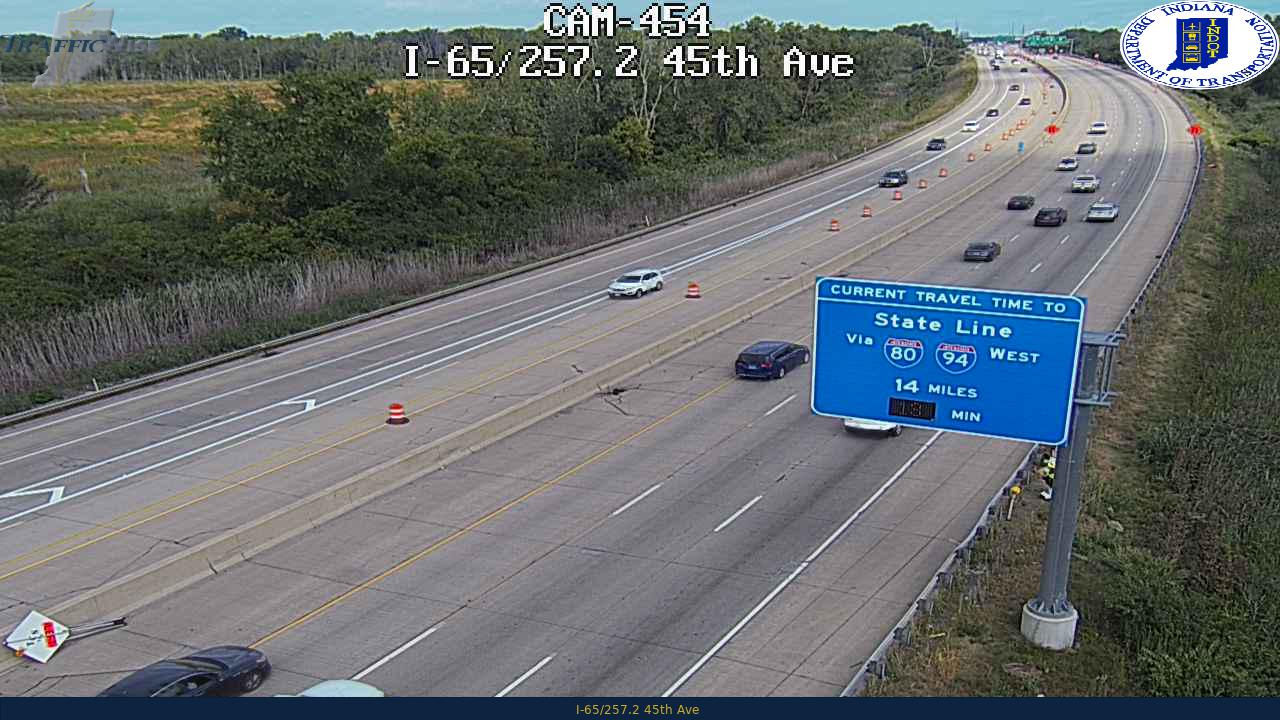 CAM-454
I-65/257.2 45th Ave
TRAFFICWISE
INDIANA
DEPARTMENT OF TRANSPORTATION
INDOT
CURRENT TRAVEL TIME TO
State Line
Via 80 94 WEST
14 MILES
18 MIN
I-65/257.2 45th Ave